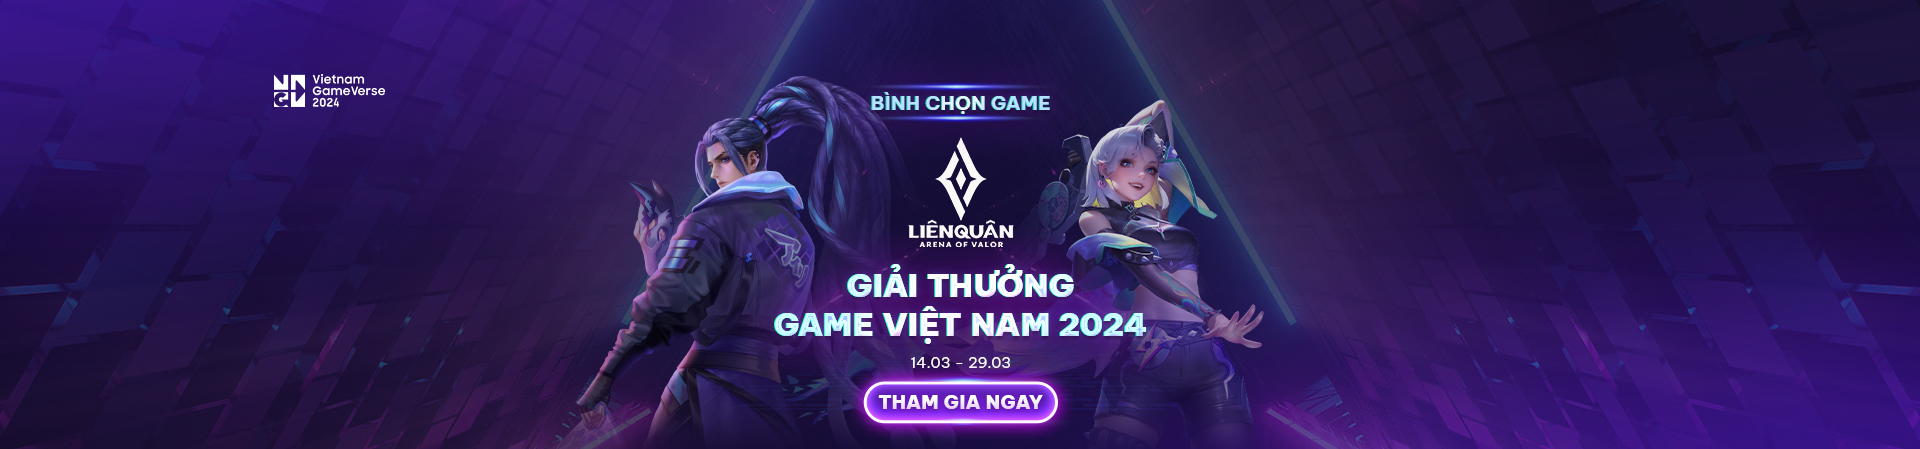 Vietnam
GameVerse
2024
BÌNH CHỌN GAME
LIÊNQUÂN
ARENA OF VALOR
GIẢI THƯỞNG
GAME VIỆT NAM 2024
14.03 - 29.03
THAM GIA NGAY